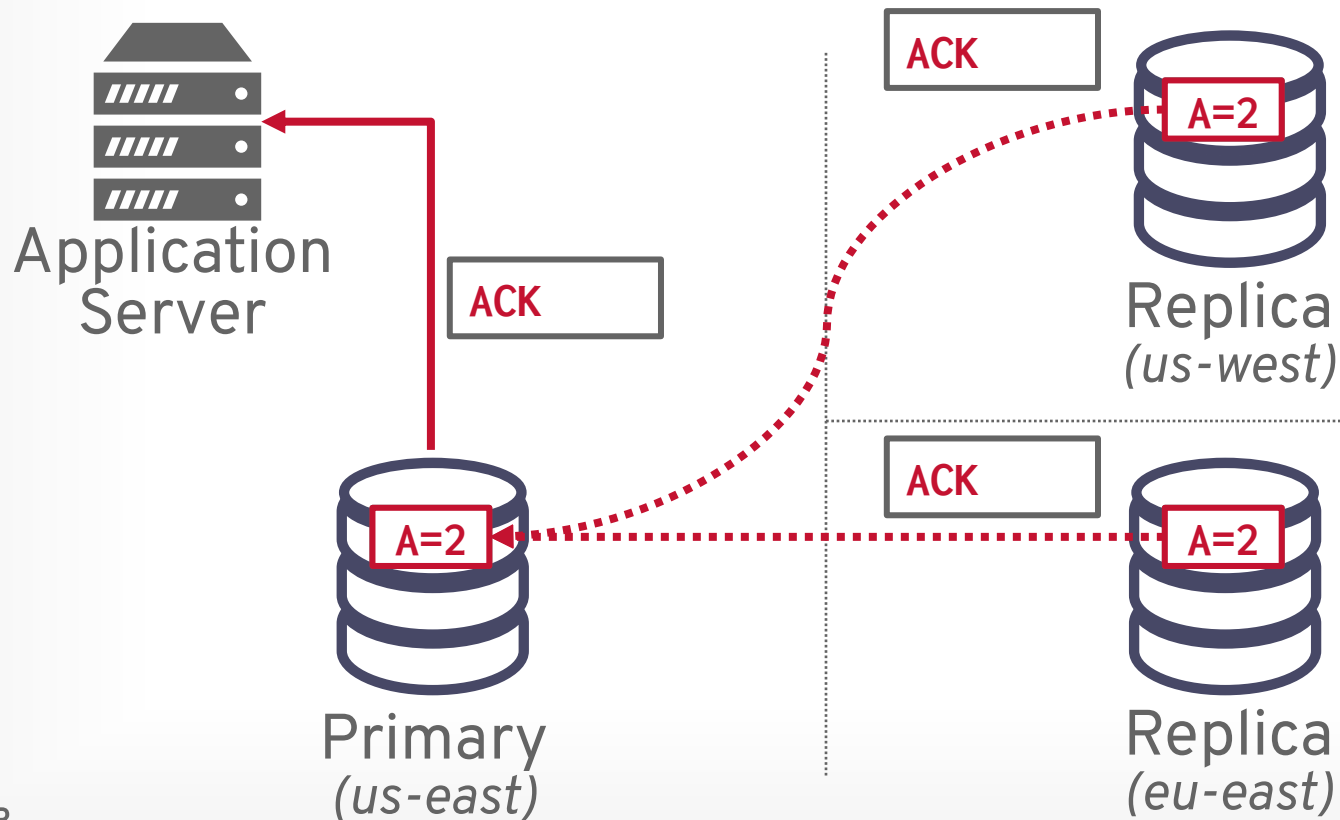 ACK
A=2
Application
Server
ACK
Replica
(us-west)
ACK
A=2
A=2
Primary
(us-east)
Replica
(eu-east)